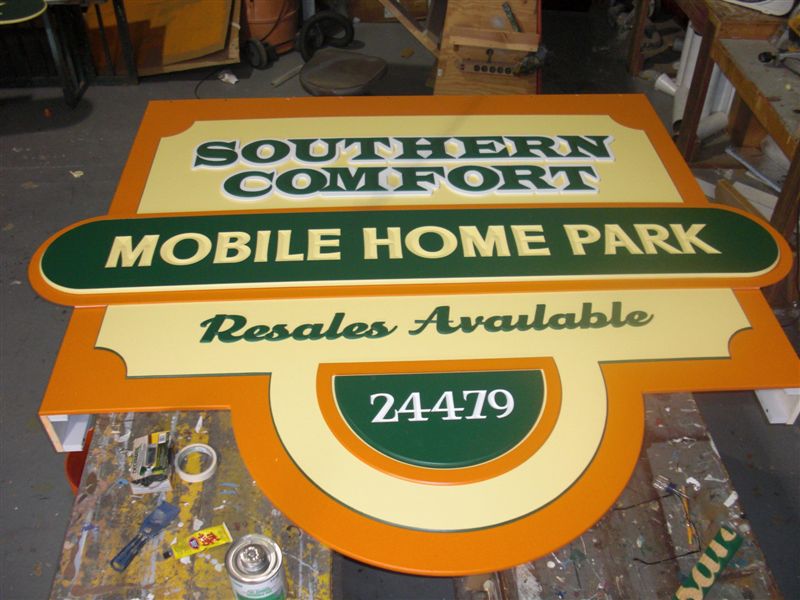 SOUTHERN
COMFORT
MOBILE HOME PARK
Resales Available
24479